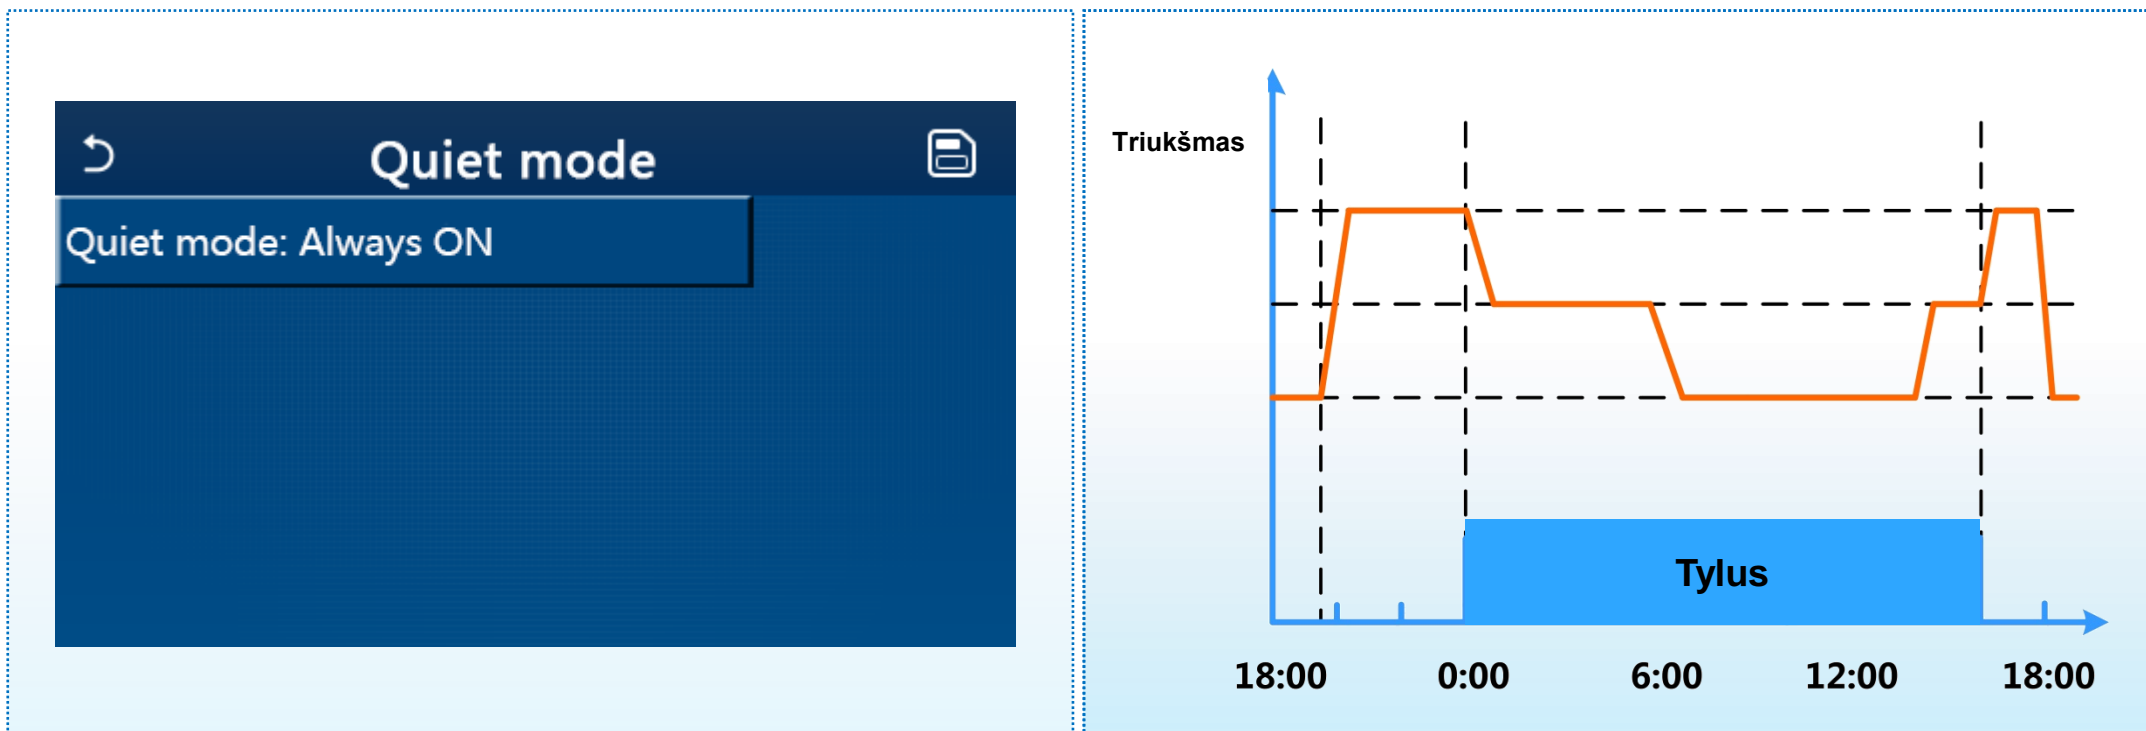 Quiet mode
Quiet mode: Always ON
Triukšmas
Tylus
18:00 0:00 6:00 12:00 18:00